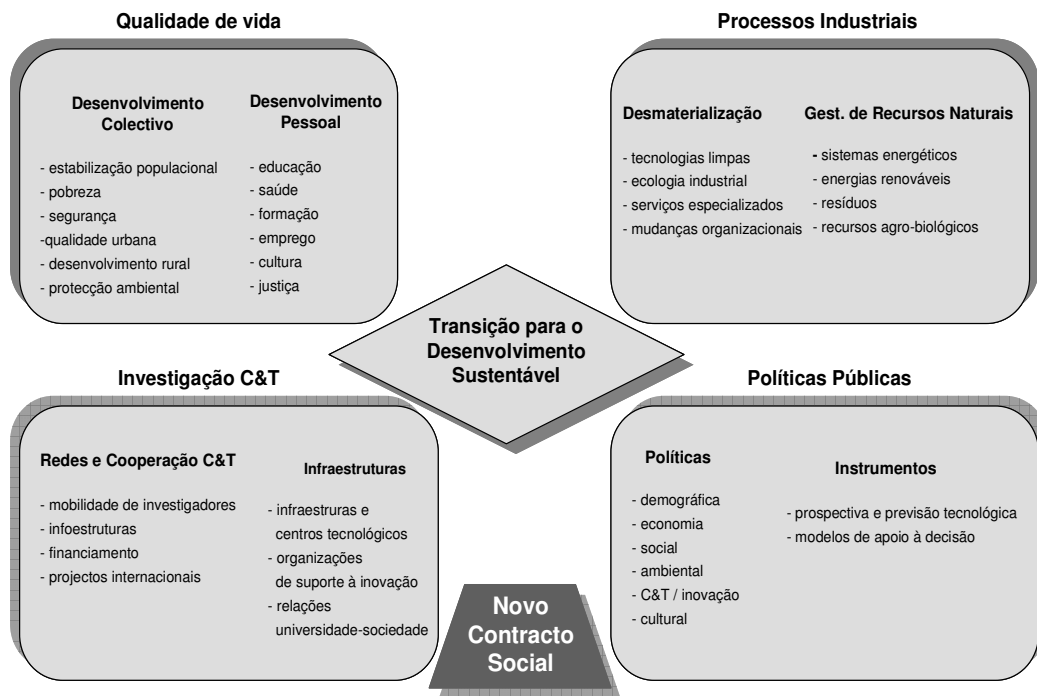 Qualidade de vida
Desenvolvimento
Colectivo
- estabilização populacional
- pobreza
- segurança
-qualidade urbana
- desenvolvimento rural
- protecção ambiental
Desenvolvimento
Pessoal
- educação
- saúde
- formação
- emprego
- cultura
- justiça
Processos Industriais
Desmaterialização
- tecnologias limpas
- ecologia industrial
- serviços especializados
- mudanças organizacionais
Gest. de Recursos Naturais
- sistemas energéticos
- energias renováveis
- resíduos
- recursos agro-biológicos
Transição para o
Desenvolvimento
Sustentável
Investigação C&T
Redes e Cooperação C&T
- mobilidade de investigadores
- infoestruturas
- financiamento
- projectos internacionais
Infraestruturas
- infraestruras e
centros tecnológicos
- organizações
de suporte à inovação
- relações
universidade-sociedade
Políticas Públicas
Políticas
- demográfica
- economia
- social
- ambiental
- C&T / inovação
- cultural
Instrumentos
- prospectiva e previsão tecnológica
- modelos de apoio à decisão
Novo
Contracto
Social